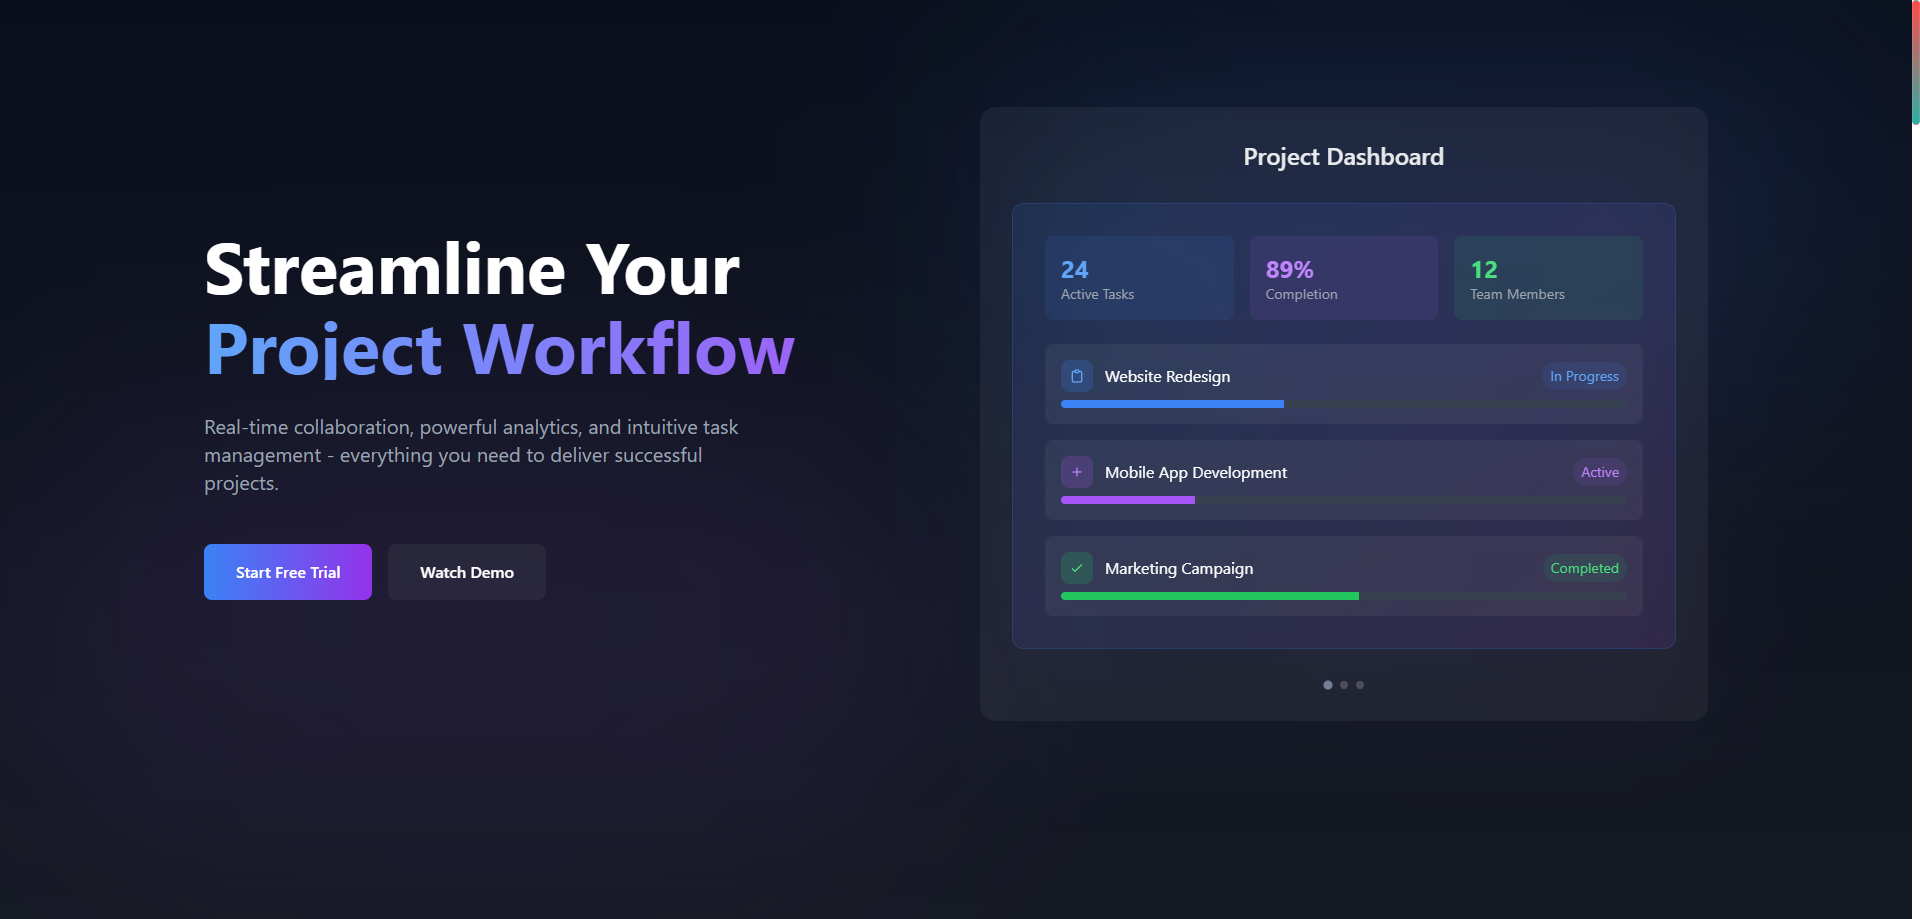 Streamline Your
Project Workflow
Real-time collaboration, powerful analytics, and intuitive task
management - everything you need to deliver successful
projects.
Start Free Trial
Watch Demo
Project Dashboard
24
Active Tasks
89%
Completion
12
Team Members
Website Redesign
In Progress
Mobile App Development
Active
Marketing Campaign
Completed